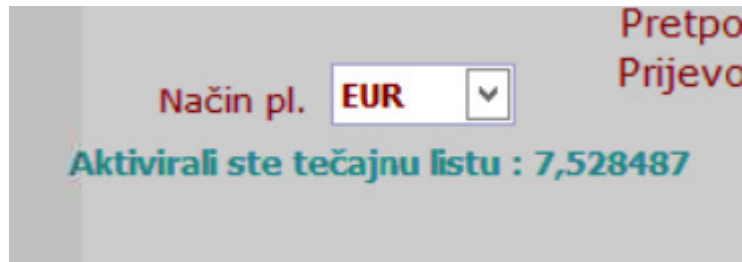 Pretpo
Prijevo
Način pl. EUR
Aktivirali ste tečajnu listu : 7,528487